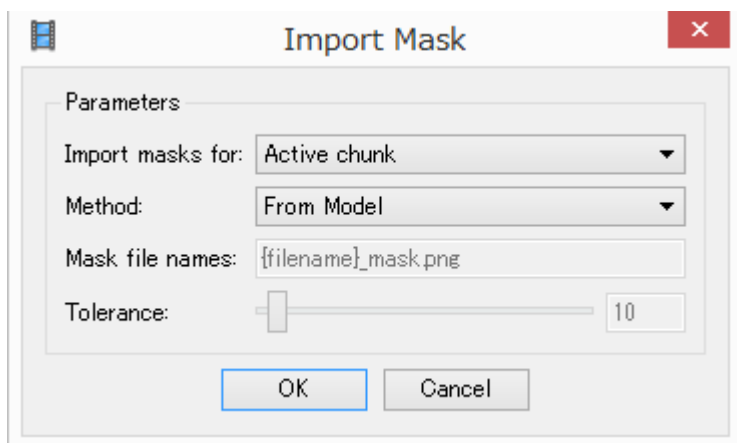 Import Mask
Parameters
Import masks for: Active chunk
Method: From Model
Mask file names: {filename}_mask.png
Tolerance: 10
OK Cancel